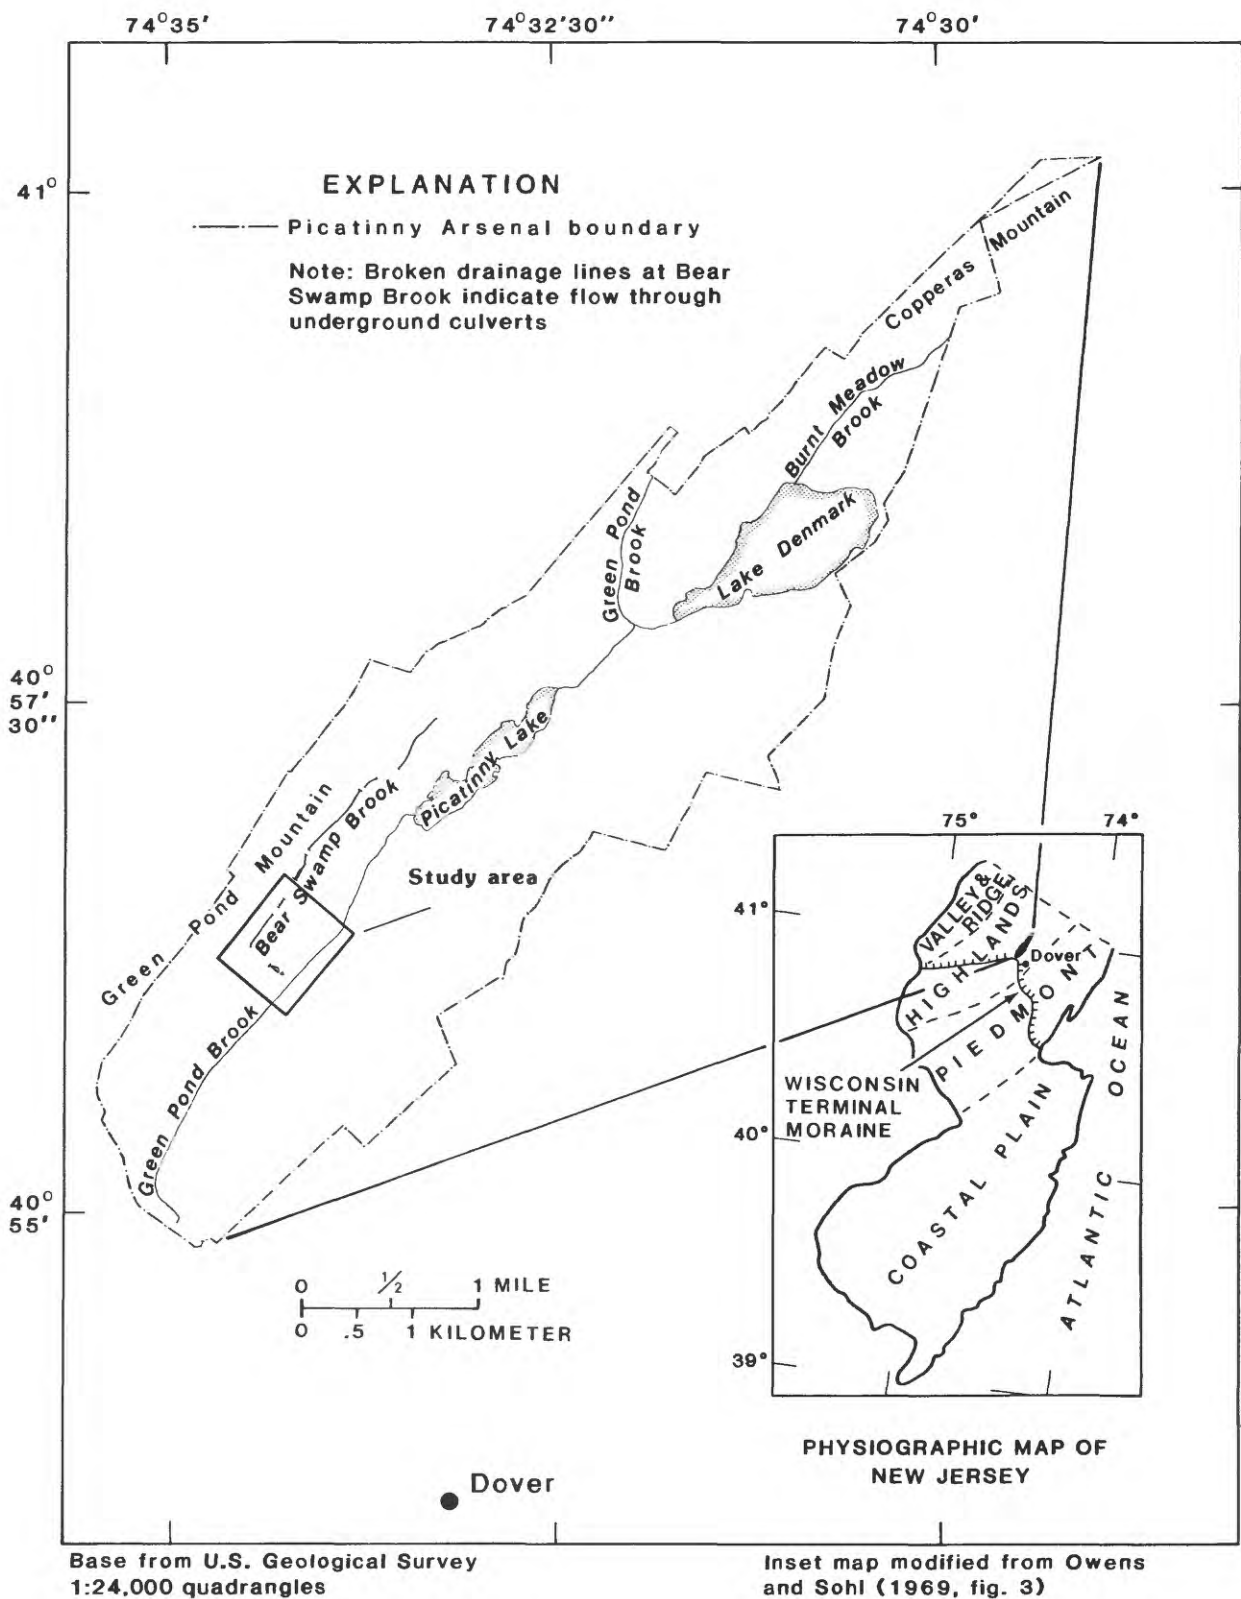 74°35' 74°32'30'' 74°30'
41°
EXPLANATION
Picatinny Arsenal boundary
Note: Broken drainage lines at Bear
Swamp Brook indicate flow through
underground culverts
Copperas Mountain
Burnt Meadow
Brook
Green Pond
Brook
Lake Denmark
40°
57'
30''
Picatinny Lake
Green Pond Mountain
Bear Swamp Brook
Study area
Green Pond Brook
40°
55'
0 1/2 1 MILE
0 .5 1 KILOMETER
Dover
75° 74°
41°
VALLEY &
RIDGE
HIGHLANDS
Dover
PIEDMONT
WISCONSIN
TERMINAL
MORAINE
40°
COASTAL PLAIN
ATLANTIC OCEAN
39°
PHYSIOGRAPHIC MAP OF
NEW JERSEY
Base from U.S. Geological Survey
1:24,000 quadrangles
Inset map modified from Owens
and Sohl (1969, fig. 3)